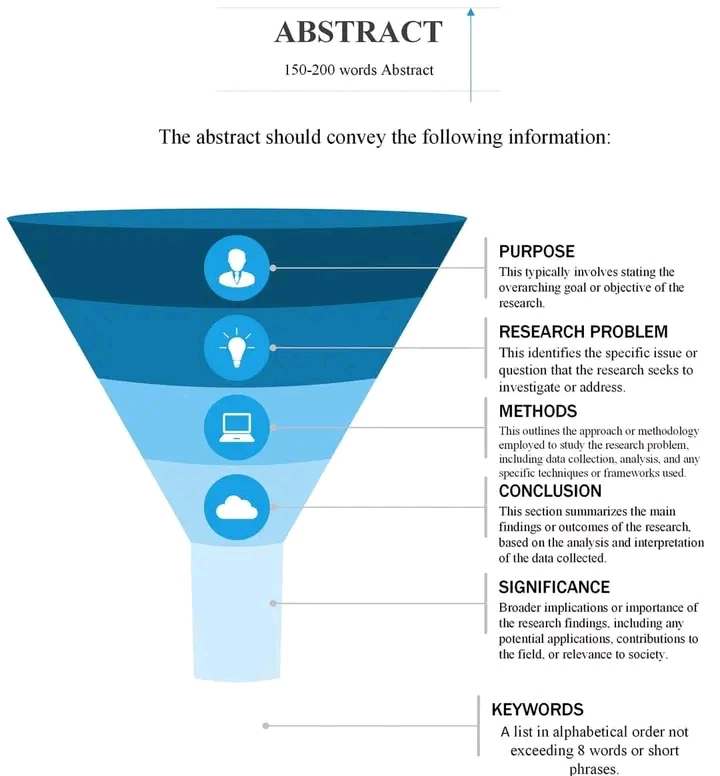 ABSTRACT
150-200 words Abstract
The abstract should convey the following information:
PURPOSE
This typically involves stating the
overarching goal or objective of the
research.
RESEARCH PROBLEM
This identifies the specific issue or
question that the research seeks to
investigate or address.
METHODS
This outlines the approach or methodology
employed to study the research problem,
including data collection, analysis, and any
specific techniques or frameworks used.
CONCLUSION
This section summarizes the main
findings or outcomes of the research,
based on the analysis and interpretation
of the data collected.
SIGNIFICANCE
Broader implications or importance of
the research findings, including any
potential applications, contributions to
the field, or relevance to society.
KEYWORDS
A list in alphabetical order not
exceeding 8 words or short
phrases.